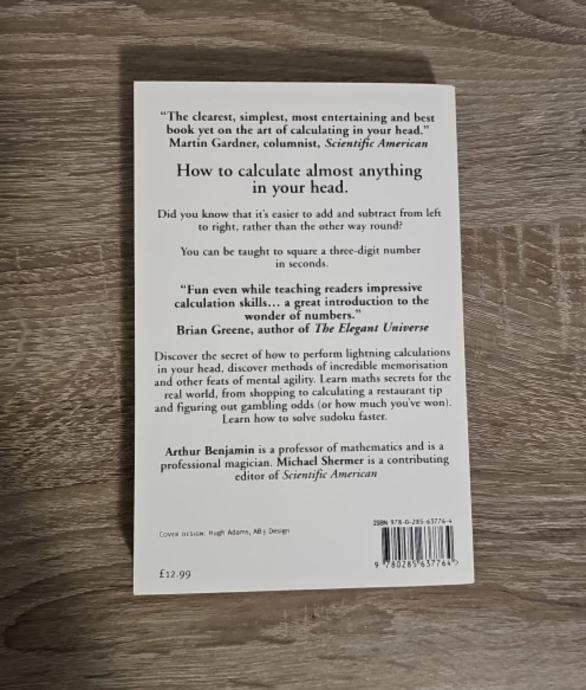 “The clearest, simplest, most entertaining and best
book yet on the art of calculating in your head.”
Martin Gardner, columnist, Scientific American
How to calculate almost anything
in your head.
Did you know that it’s easier to add and subtract from left
to right, rather than the other way round?
You can be taught to square a three-digit number
in seconds.
“Fun even while teaching readers impressive
calculation skills... a great introduction to the
wonder of numbers.”
Brian Greene, author of The Elegant Universe
Discover the secret of how to perform lightning calculations
in your head, discover methods of incredible memorisation
and other feats of mental agility. Learn maths secrets for the
real world, from shopping to calculating a restaurant tip
and figuring out gambling odds (or how much you’ve won).
Learn how to solve sudoku faster.
Arthur Benjamin is a professor of mathematics and is a
professional magician. Michael Shermer is a contributing
editor of Scientific American
COVER DESIGN: Hugh Adams, AB3 Design
ISBN 978-0-285-63776-4
9 780285 637764 >
£12.99